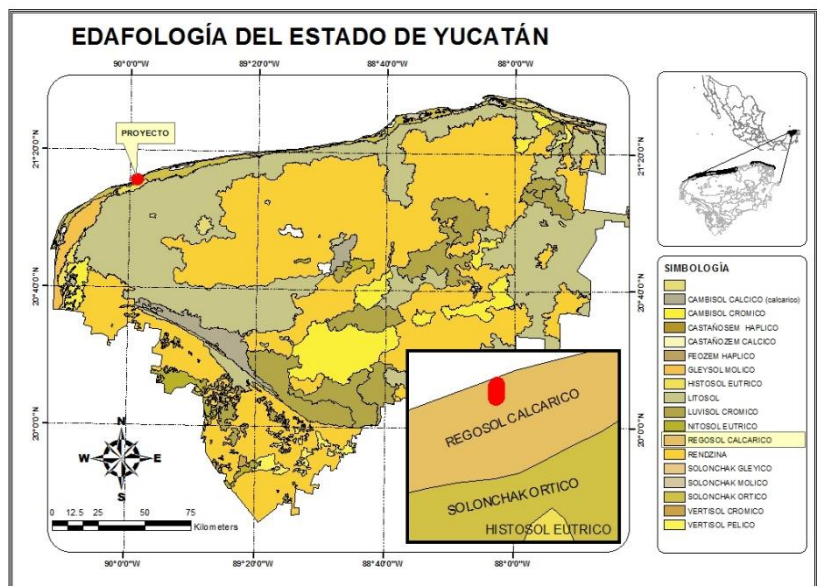 EDAFOLOGÍA DEL ESTADO DE YUCATÁN
90°0'0"W 89°20'0"W 88°40'0"W 88°0'0"W
PROYECTO
21°20'0"N
21°20'0"N
20°40'0"N
20°40'0"N
20°0'0"N
20°0'0"N
SIMBOLOGÍA
CAMBISOL CALCICO (calcarico)
CAMBISOL CROMICO
CASTAÑOSEM HAPLICO
CASTAÑOZEM CALCICO
FEOZEM HAPLICO
GLEYSOL MOLICO
HISTOSOL EUTRICO
LITOSOL
LUVISOL CROMICO
NITOSOL EUTRICO
REGOSOL CALCARICO
RENDZINA
SOLONCHAK GLEYICO
SOLONCHAK MOLICO
SOLONCHAK ORTICO
VERTISOL CROMICO
VERTISOL PELICO
REGOSOL CALCARICO
SOLONCHAK ORTICO
HISTOSOL EUTRICO
N
W E
S
0 12.5 25 50 75
Kilometers
90°0'0"W 89°20'0"W 88°40'0"W 88°0'0"W